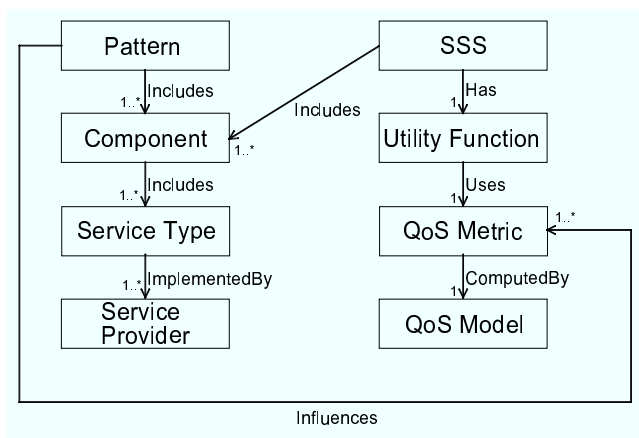 Pattern
SSS
Includes
1..*
Has
1
Includes
1..*
Component
Utility Function
Includes
1..*
Uses
1
Service Type
QoS Metric
1..*
ImplementedBy
1..*
ComputedBy
1
Service
Provider
QoS Model
Influences